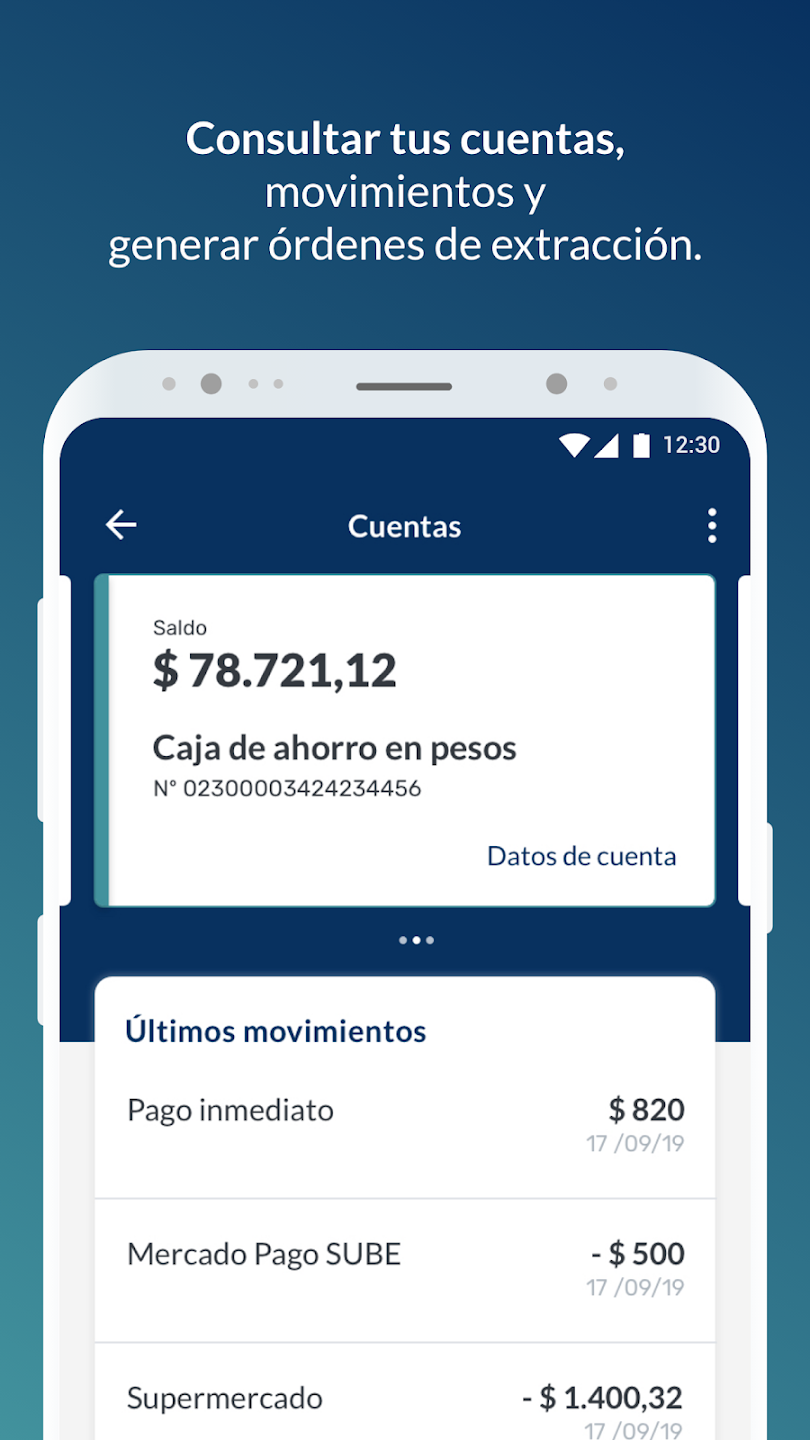 Consultar tus cuentas,
movimientos y
generar órdenes de extracción.
12:30
Cuentas
Saldo
$ 78.721,12
Caja de ahorro en pesos
N° 02300003424234456
Datos de cuenta
Últimos movimientos
Pago inmediato
$ 820
17 /09/19
Mercado Pago SUBE
- $ 500
17 /09/19
Supermercado
- $ 1.400,32
17 /09/19